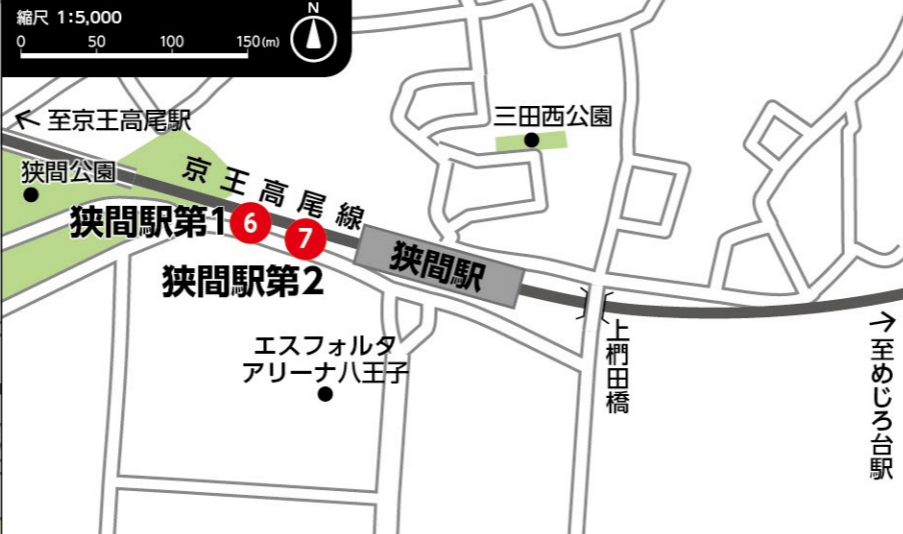 縮尺 1:5,000
0 50 100 150(m)
N
← 至京王高尾駅
三田西公園
狭間公園
京王高尾線
狭間駅第1 6
7
狭間駅第2
狭間駅
エスフォルタ
アリーナ八王子
上椚田橋
→至めじろ台駅